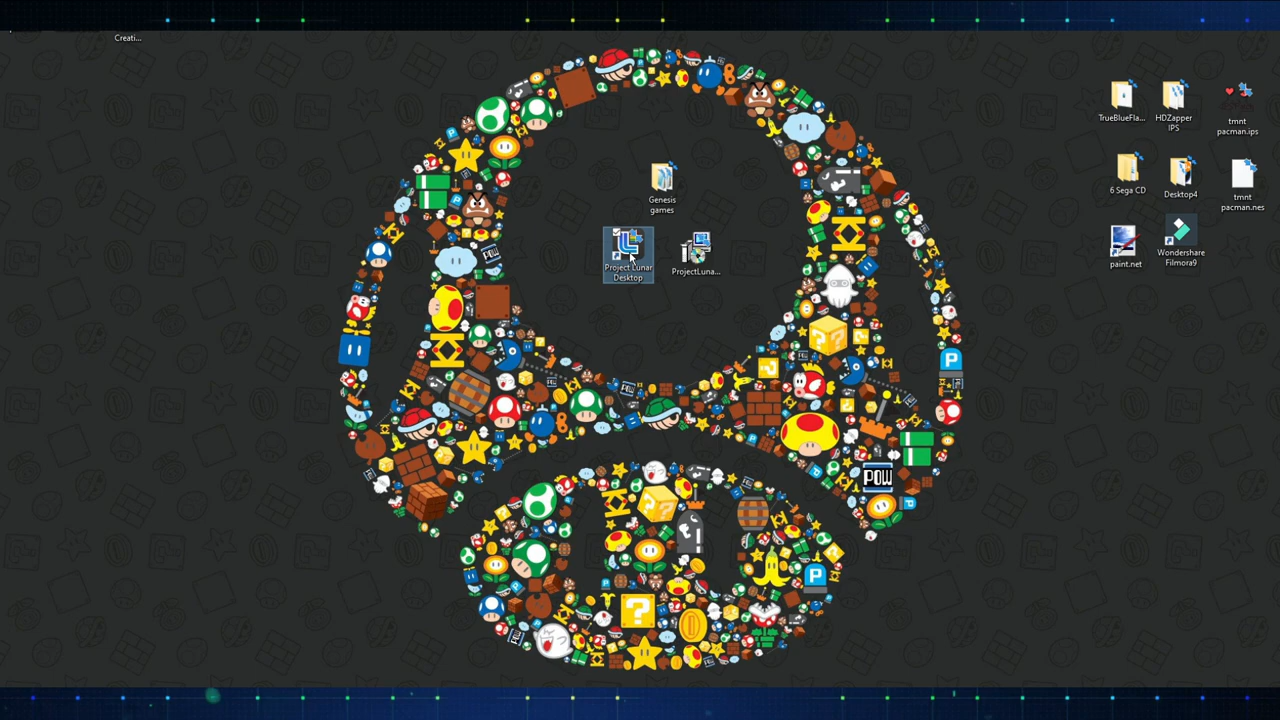 Creati...
TrueBlueFla...
HDZapper
IPS
tmnt
pacman.ips
Genesis
games
6 Sega CD
Desktop4
tmnt
pacman.nes
Project Lunar
Desktop
ProjectLuna...
paint.net
Wondershare
Filmora9
POW
POW
P
P
P